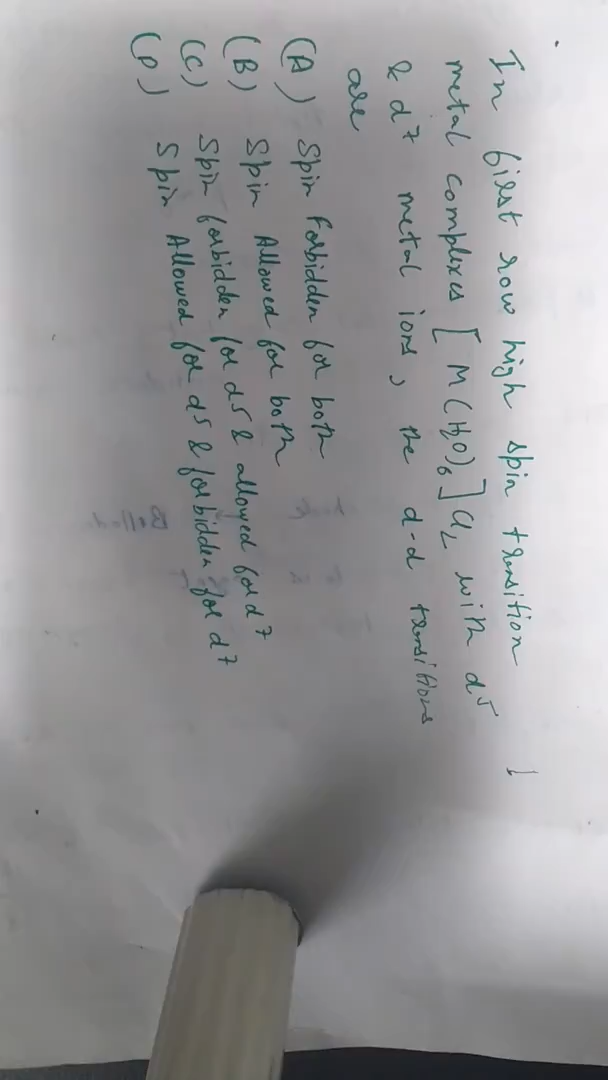 In first row high spin transition
metal complexes [M(H₂O)₆]Cl₂ with d⁵
& d⁷ metal ions, the d-d transitions
are
(A) Spin Forbidden for both
(B) Spin Allowed for both
(C) Spin forbidden for d⁵ & allowed for d⁷
(D) Spin Allowed for d⁵ & forbidden for d⁷